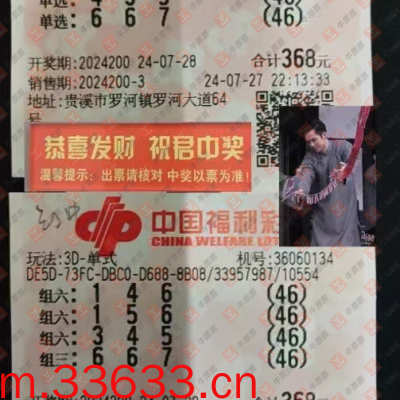 单选: 6 6 7 (46)
开奖期:2024200 24-07-28 合计368元
销售期:2024200-3 24-07-27 22:13:33
地址:贵溪市罗河镇罗河大道64
号
恭喜发财 祝君中奖
温馨提示: 出票请核对 中奖以票为准!
中国福利彩
CHINA WELFARE LOT
玩法:3D-单式 机号:36060134
DE5D-73FC-DBC0-D688-8B08/33957987/10554
组六: 1 4 6 (46)
组六: 1 5 6 (46)
组六: 3 4 5 (46)
组三: 6 6 7 (46)
m.33633.cn